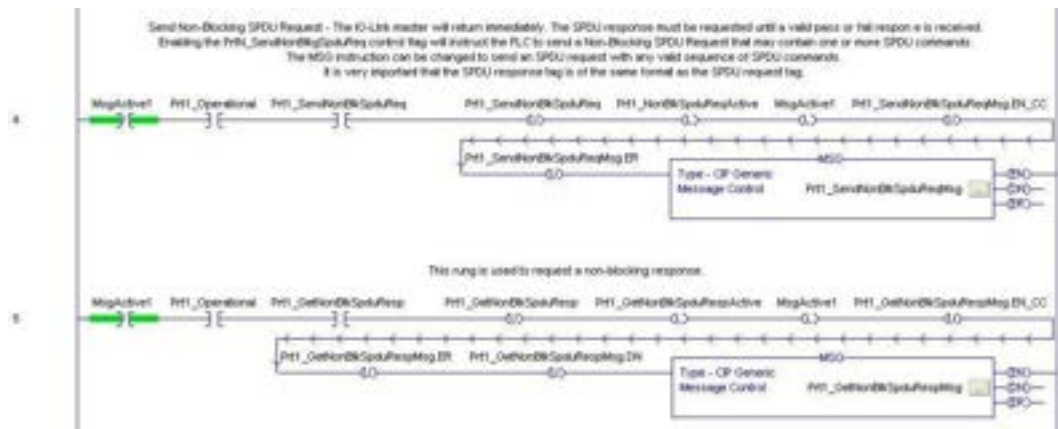 Send Non-Blocking SPDU Request - The IO-Link master will return immediately. The SPDU response must be requested until a valid pass or fail respon e is received.
Enabling the PrtN_SendNonBlkgSpduReq control flag will instruct the PLC to send a Non-Blocking SPDU Request that may contain one or more SPDU commands.
The MSG instruction can be changed to send an SPDU request with any valid sequence of SPDU commands.
It is very important that the SPDU response tag is of the same format as the SPDU request tag.
MsgActive1 Prt1_Operational Prt1_SendNonBlkSpduReq Prt1_SendNonBlkSpduReq Prt1_NonBlkSpduReqActive MsgActive1 Prt1_SendNonBlkSpduReqMsg.EN_CC
4
Prt1_SendNonBlkSpduReqMsg.ER MSG
Type - CIP Generic EN
Message Control Prt1_SendNonBlkSpduReqMsg ... DN
ER
This rung is used to request a non-blocking response.
MsgActive1 Prt1_Operational Prt1_GetNonBlkSpduResp Prt1_GetNonBlkSpduResp Prt1_GetNonBlkSpduRespActive MsgActive1 Prt1_GetNonBlkSpduRespMsg.EN_CC
5
Prt1_GetNonBlkSpduRespMsg.ER Prt1_GetNonBlkSpduRespMsg.DN MSG
Type - CIP Generic EN
Message Control Prt1_GetNonBlkSpduRespMsg ... DN
ER